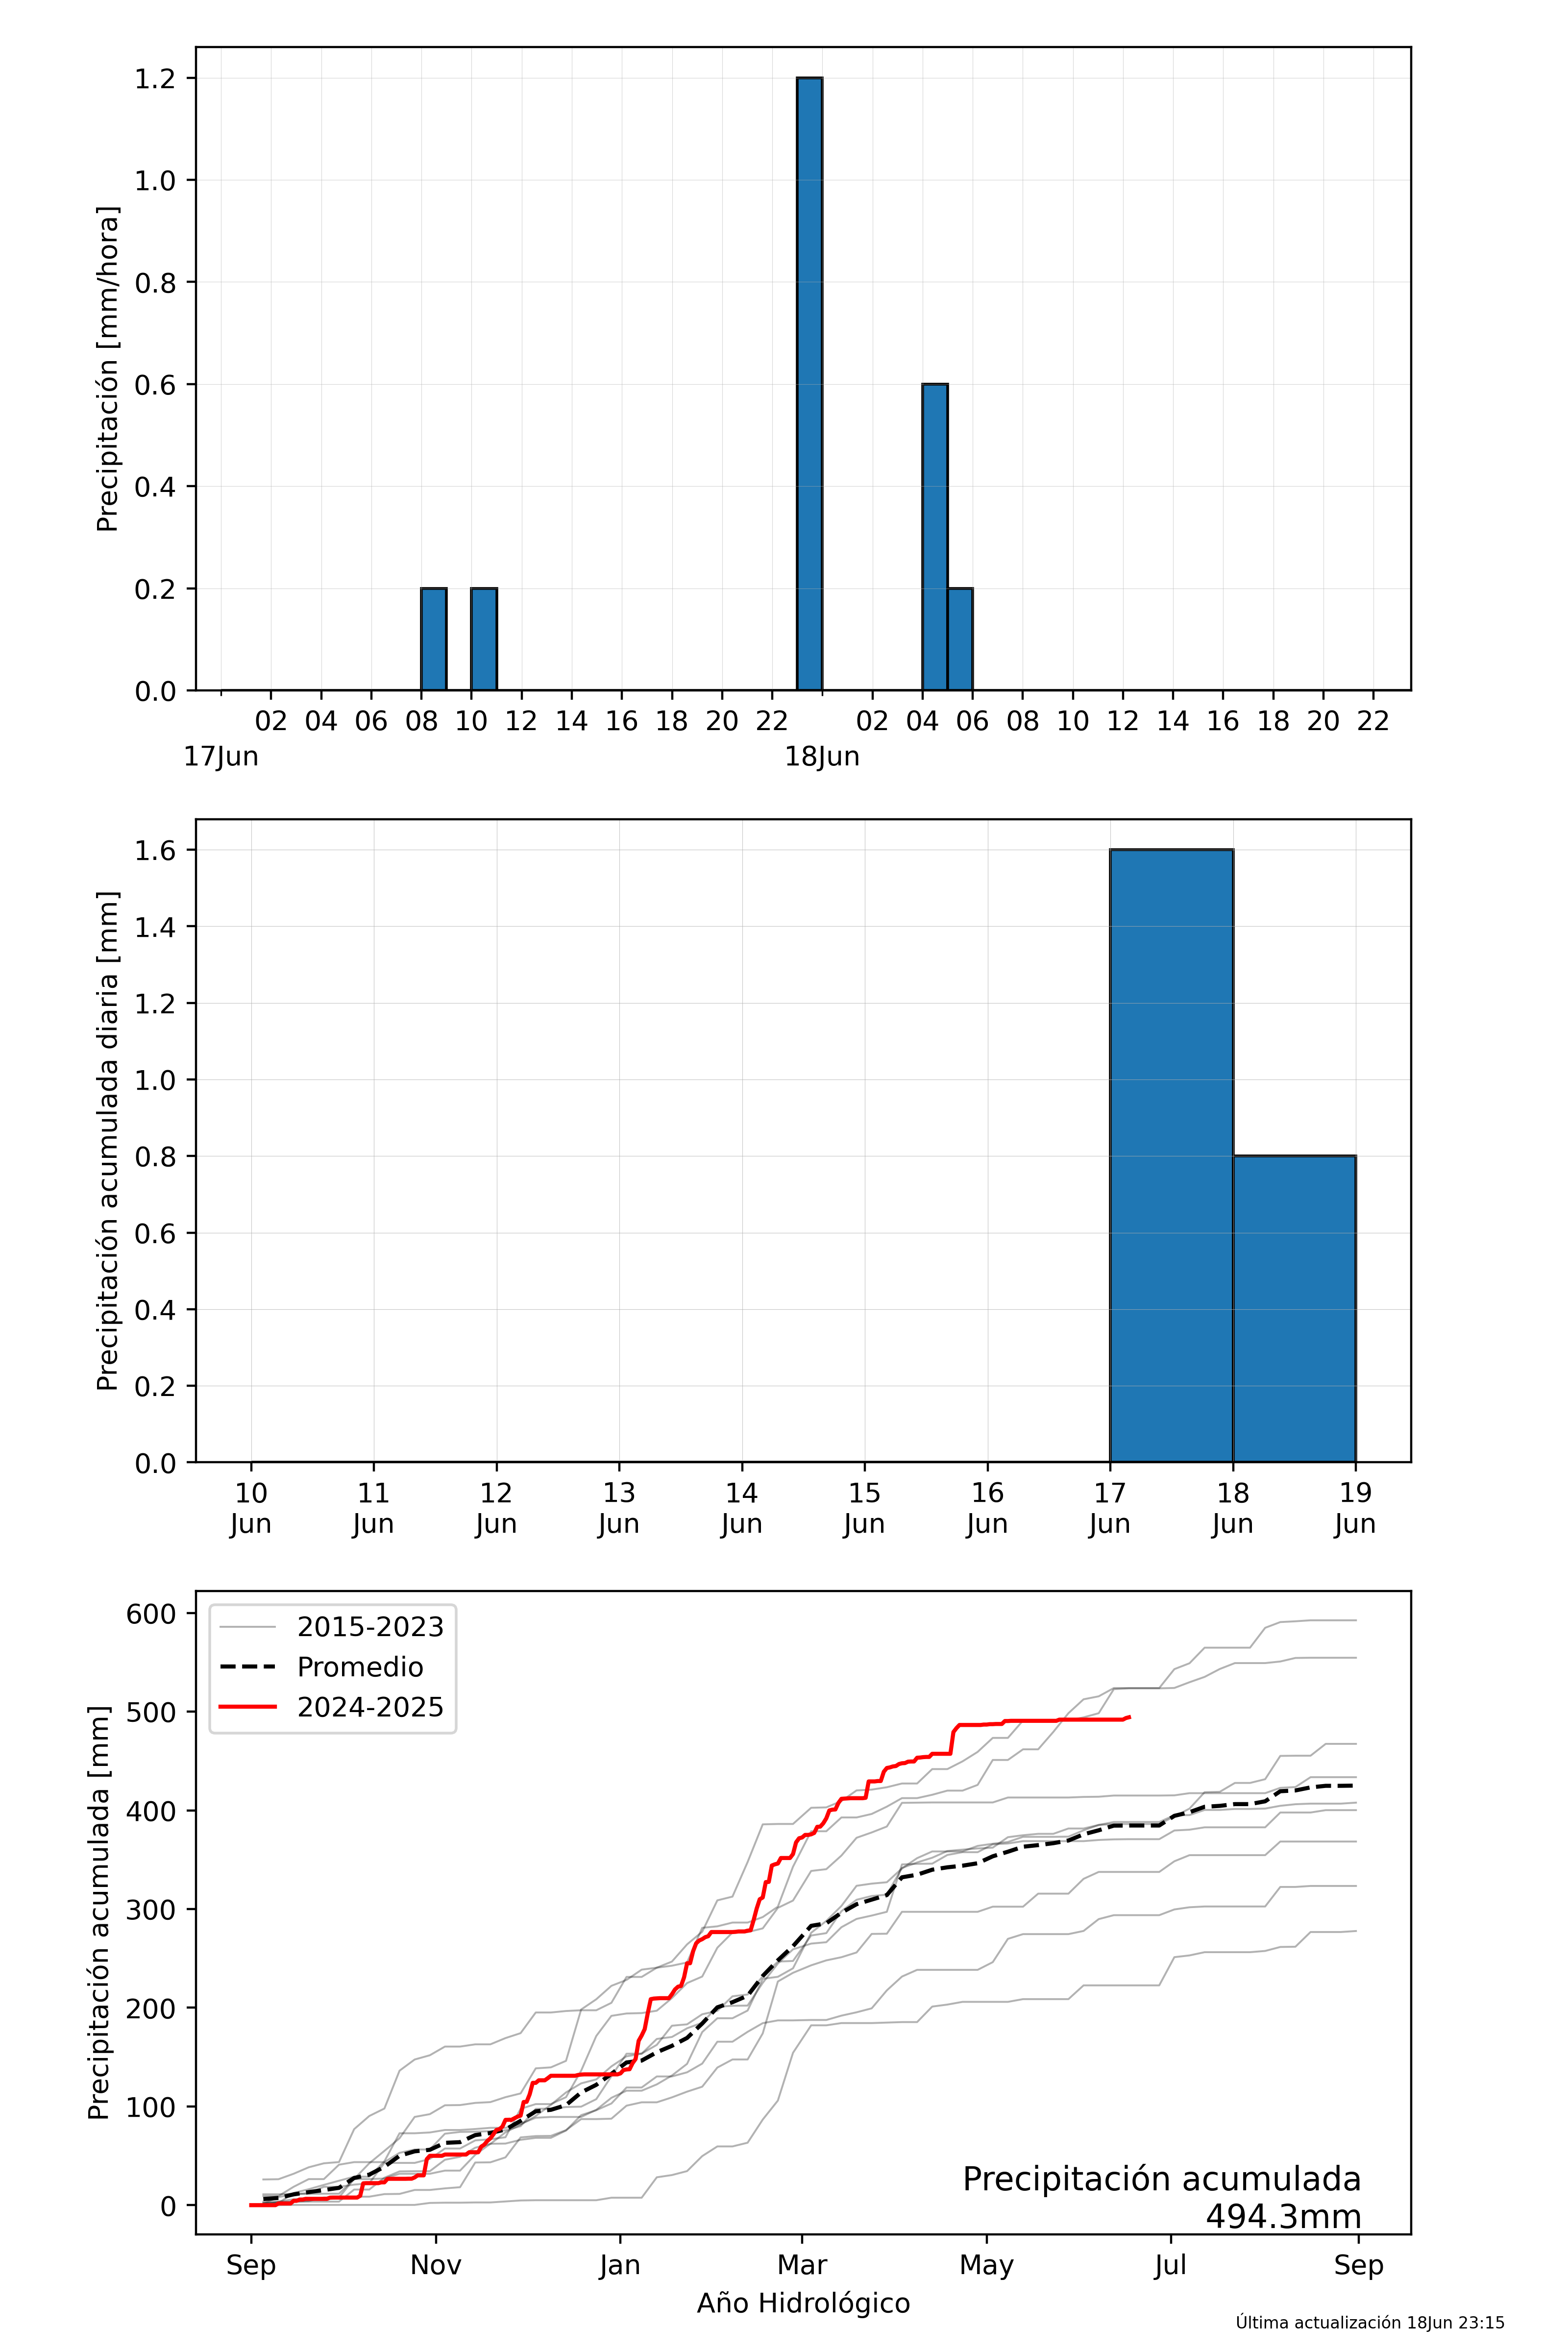 Precipitación [mm/hora]
1.2
1.0
0.8
0.6
0.4
0.2
0.0
02 04 06 08 10 12 14 16 18 20 22 02 04 06 08 10 12 14 16 18 20 22
17Jun 18Jun
Precipitación acumulada diaria [mm]
1.6
1.4
1.2
1.0
0.8
0.6
0.4
0.2
0.0
10 11 12 13 14 15 16 17 18 19
Jun Jun Jun Jun Jun Jun Jun Jun Jun Jun
Precipitación acumulada [mm]
600
500
400
300
200
100
0
2015-2023
Promedio
2024-2025
Precipitación acumulada
494.3mm
Sep Nov Jan Mar May Jul Sep
Año Hidrológico
Última actualización 18Jun 23:15